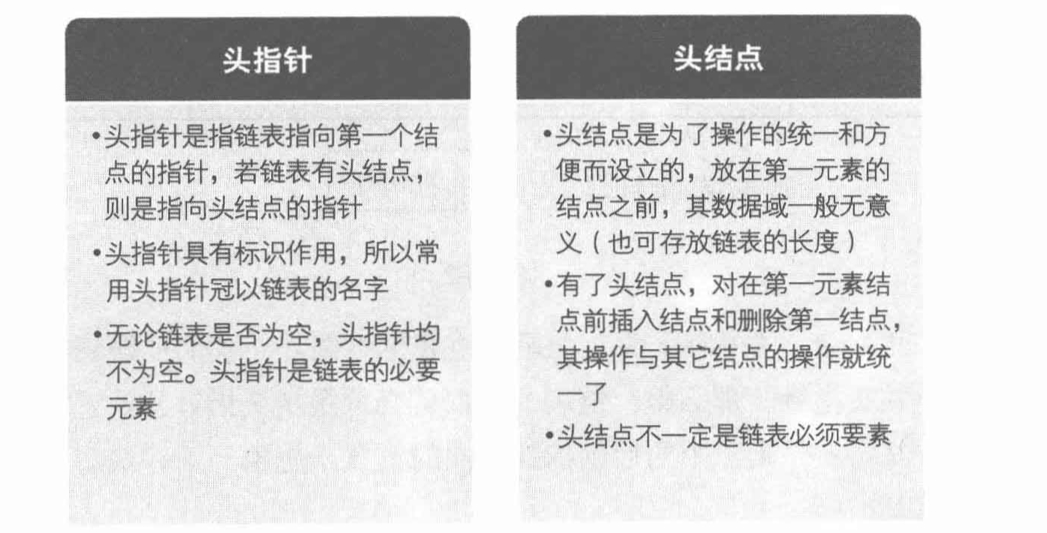 头指针
•头指针是指链表指向第一个结
点的指针，若链表有头结点，
则是指向头结点的指针
•头指针具有标识作用，所以常
用头指针冠以链表的名字
•无论链表是否为空，头指针均
不为空。头指针是链表的必要
元素
头结点
•头结点是为了操作的统一和方
便而设立的，放在第一元素的
结点之前，其数据域一般无意
义（也可存放链表的长度）
•有了头结点，对在第一元素结
点前插入结点和删除第一结点，
其操作与其它结点的操作就统
一了
•头结点不一定是链表必须要素